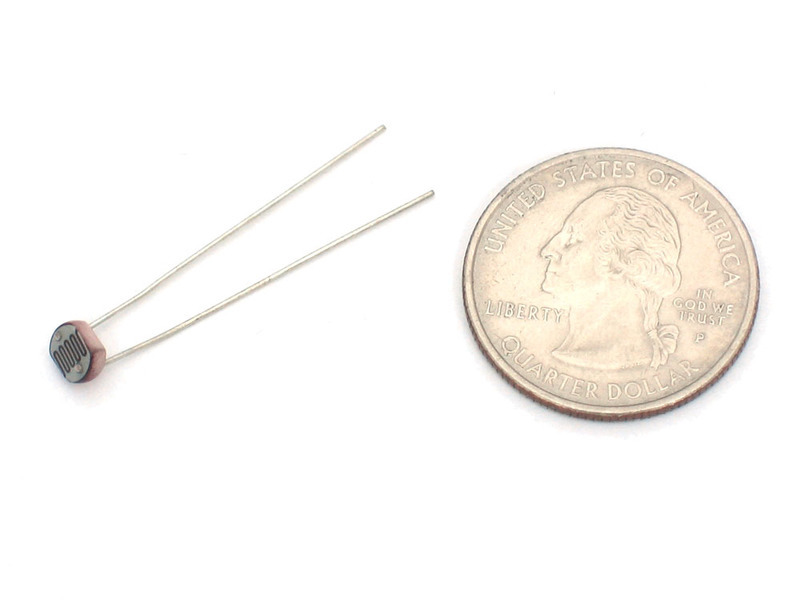 UNITED STATES OF AMERICA
LIBERTY
IN
GOD WE
TRUST
P
QUARTER DOLLAR